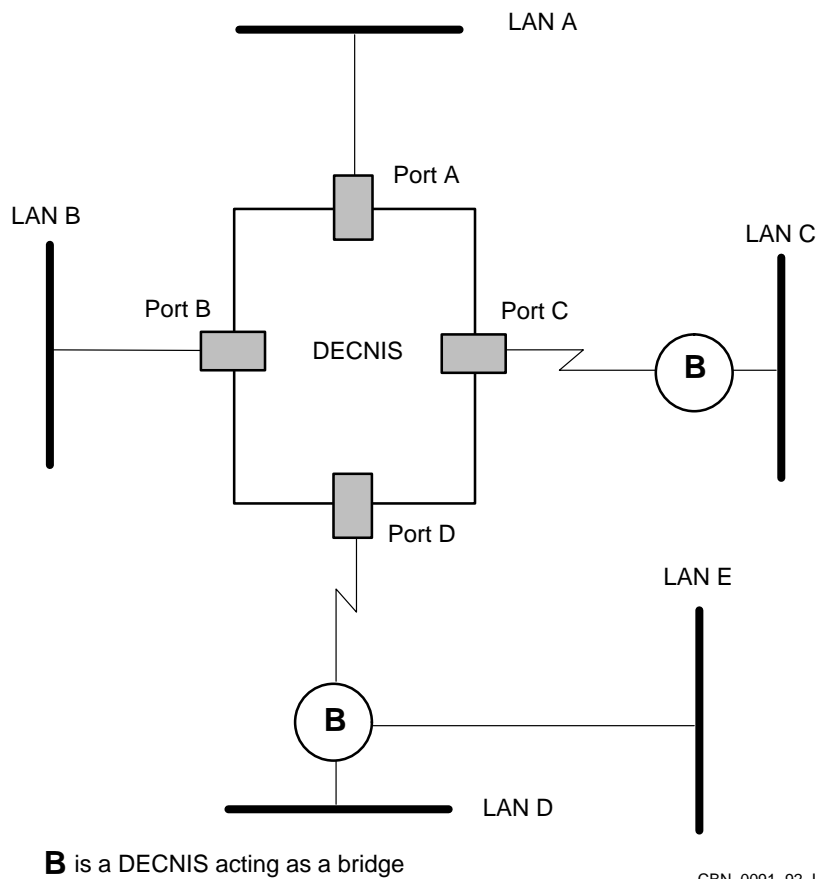 LAN A
Port A
LAN B
LAN C
Port B
Port C
DECNIS
B
Port D
LAN E
B
LAN D
B is a DECNIS acting as a bridge